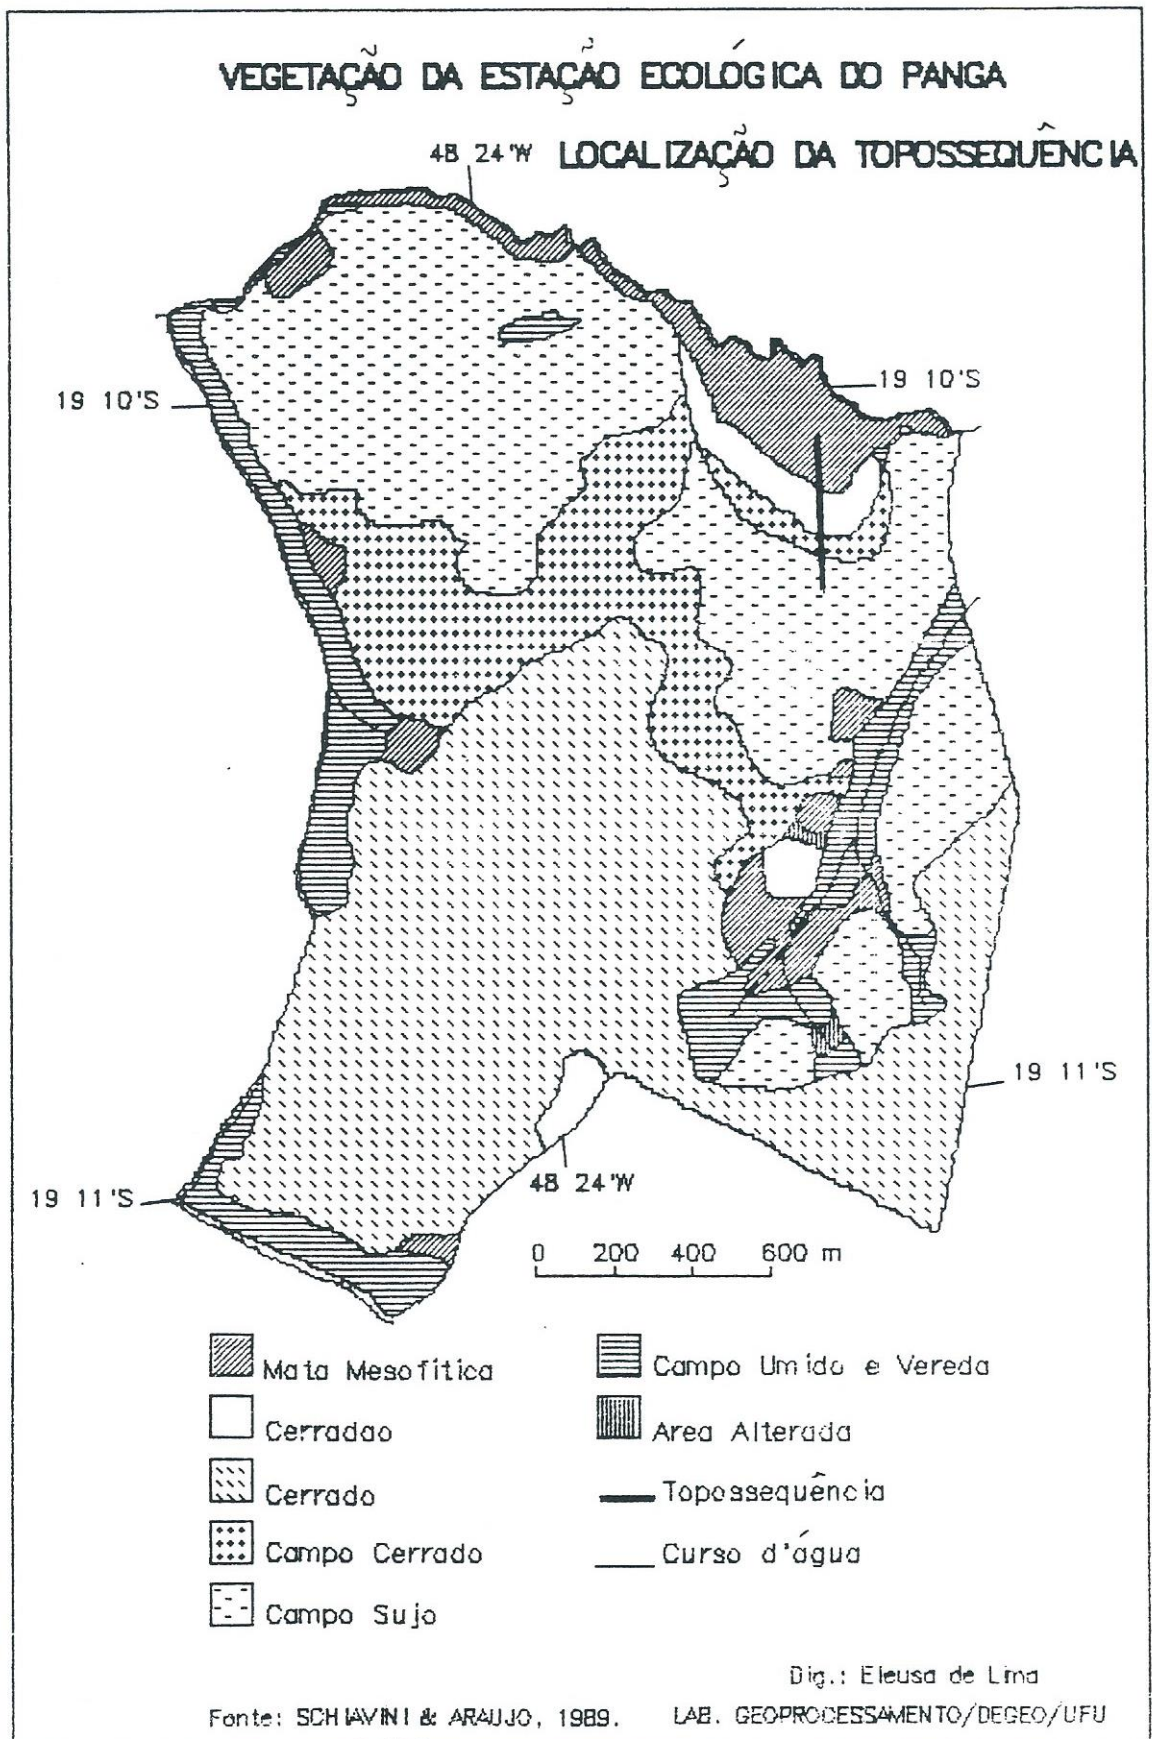 VEGETAÇÃO DA ESTAÇÃO ECOLÓGICA DO PANGA
48 24'W LOCALIZAÇÃO DA TOPOSSEQUÊNCIA
19 10'S
19 10'S
19 11'S
48 24'W
19 11'S
0 200 400 600 m
Mata Mesofítica
Campo Umido e Vereda
Cerradao
Area Alterada
Cerrado
Topossequência
Campo Cerrado
Curso d'água
Campo Sujo
Dig.: Eleusa de Lima
Fonte: SCHIAVINI & ARAUJO, 1989. LAB. GEOPROCESSAMENTO/DEGEO/UFU